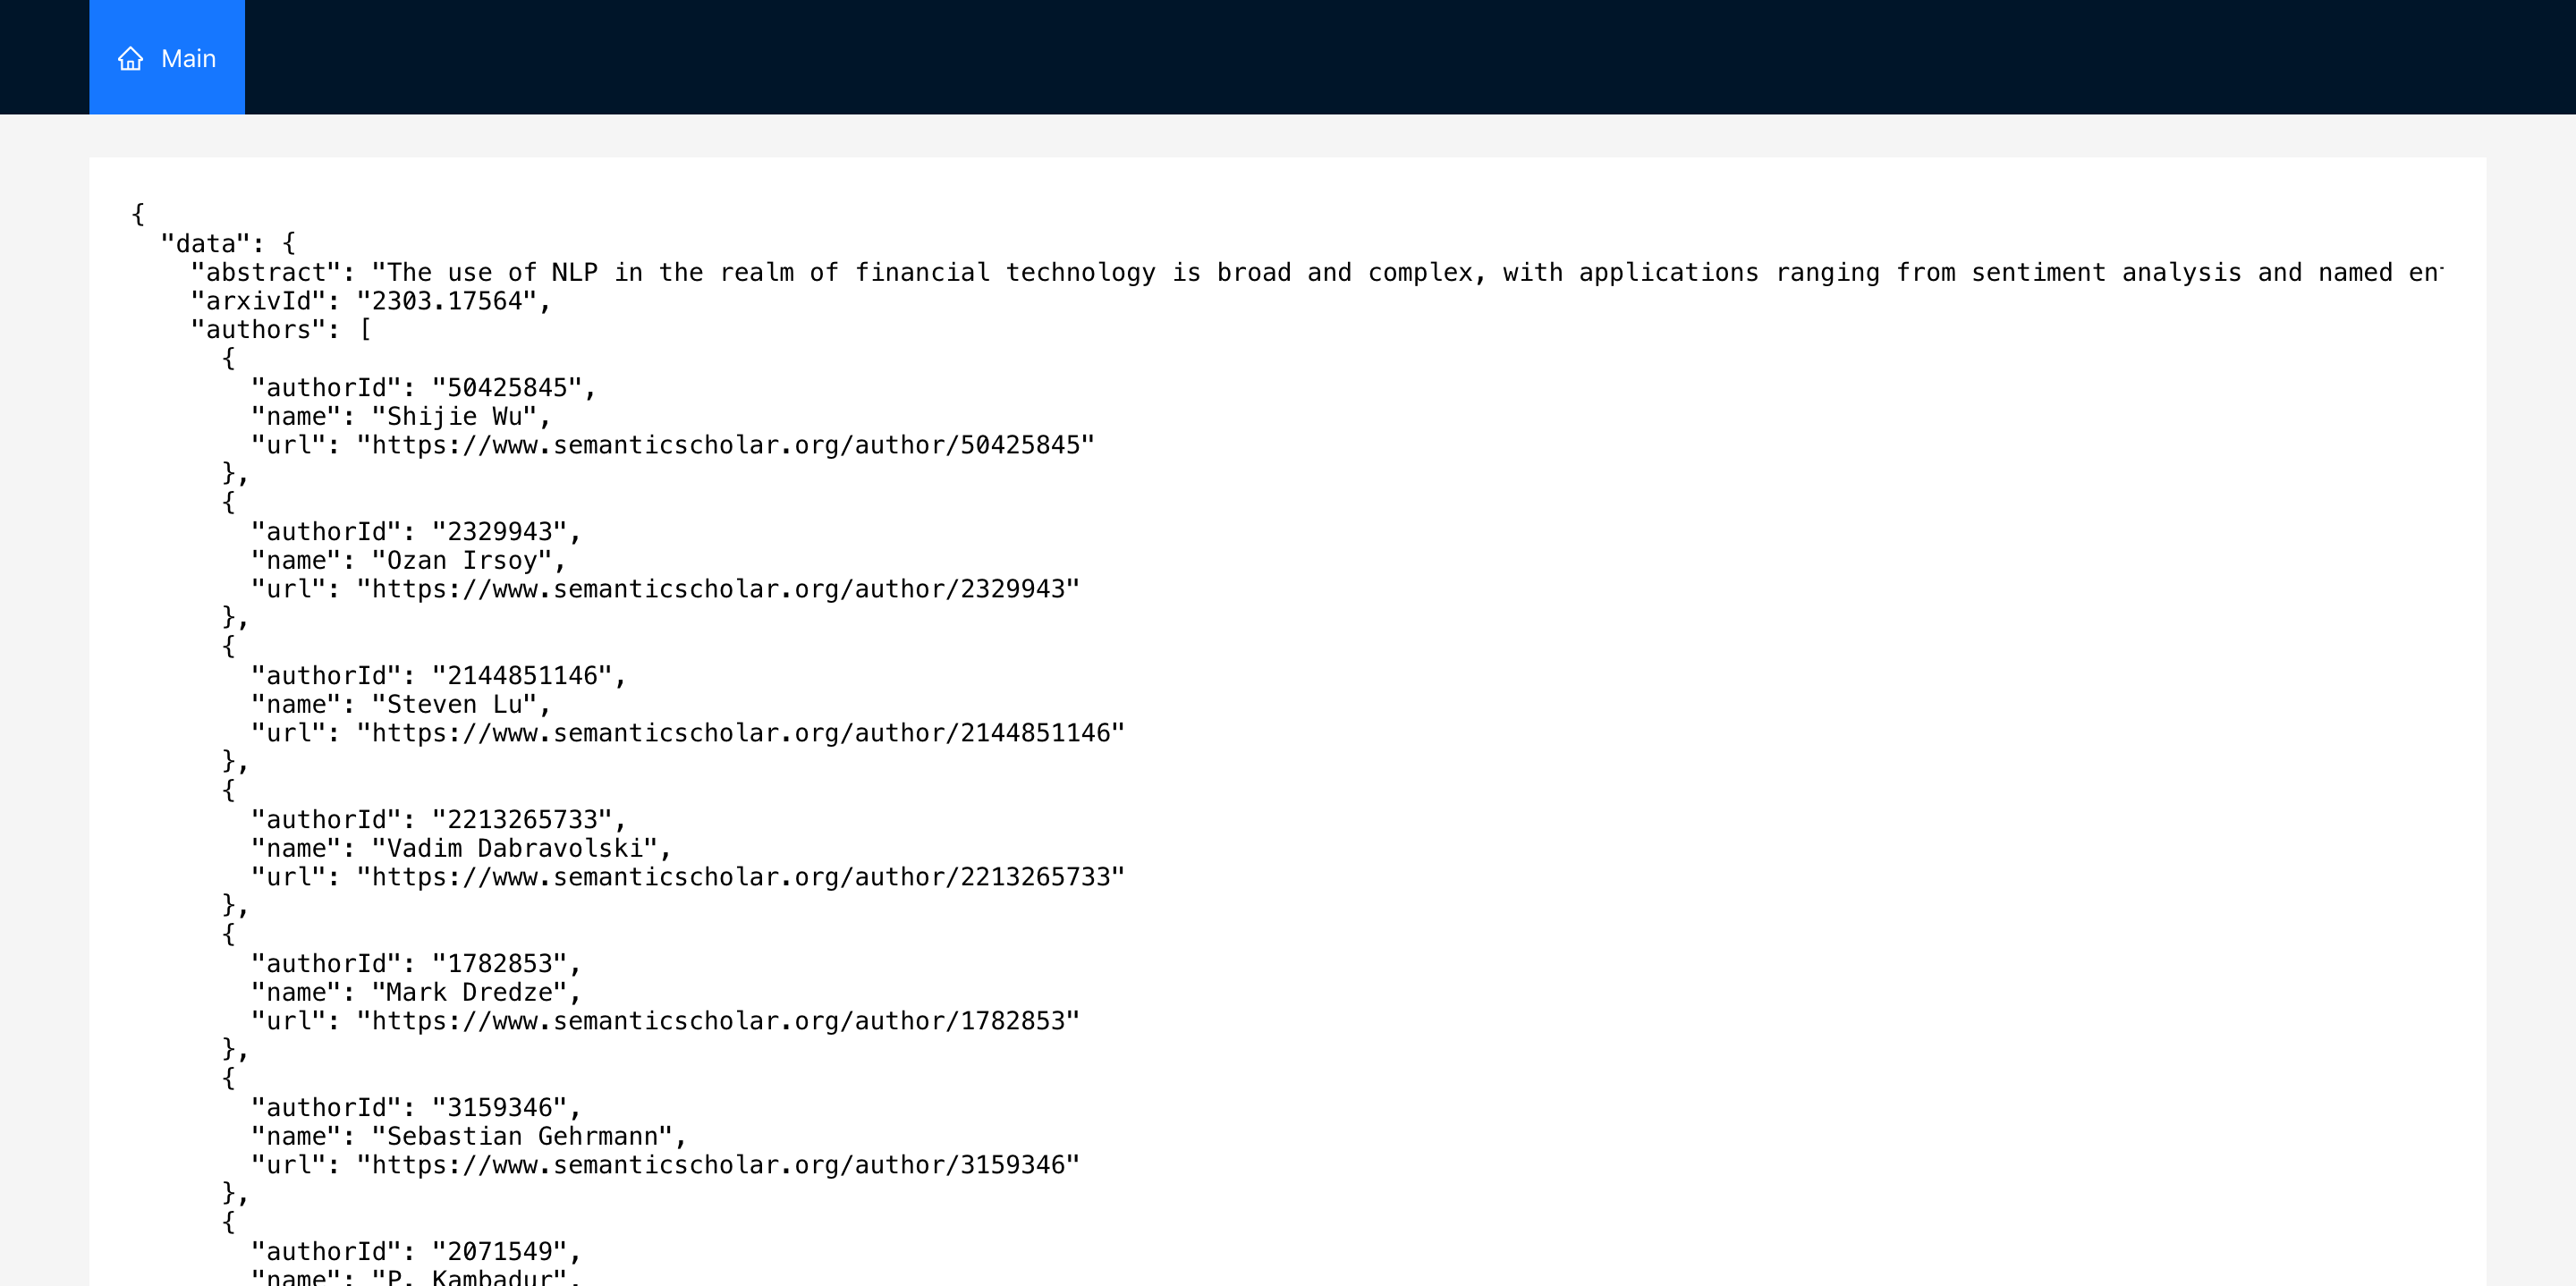 Main
{
"data": {
"abstract": "The use of NLP in the realm of financial technology is broad and complex, with applications ranging from sentiment analysis and named
"arxivId": "2303.17564",
"authors": [
{
"authorId": "50425845",
"name": "Shijie Wu",
"url": "https://www.semanticscholar.org/author/50425845"
},
{
"authorId": "2329943",
"name": "Ozan Irsoy",
"url": "https://www.semanticscholar.org/author/2329943"
},
{
"authorId": "2144851146",
"name": "Steven Lu",
"url": "https://www.semanticscholar.org/author/2144851146"
},
{
"authorId": "2213265733",
"name": "Vadim Dabravolski",
"url": "https://www.semanticscholar.org/author/2213265733"
},
{
"authorId": "1782853",
"name": "Mark Dredze",
"url": "https://www.semanticscholar.org/author/1782853"
},
{
"authorId": "3159346",
"name": "Sebastian Gehrmann",
"url": "https://www.semanticscholar.org/author/3159346"
},
{
"authorId": "2071549",
"name": "P. Kambadur",